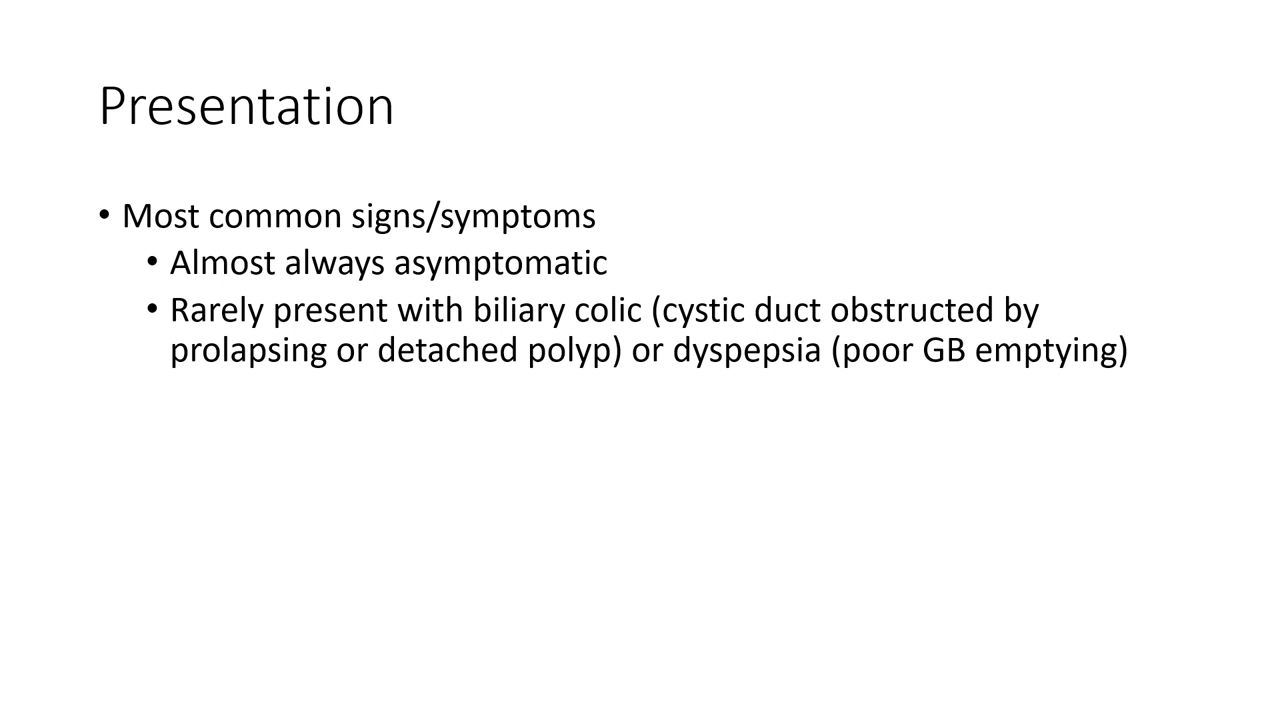 Presentation
• Most common signs/symptoms
• Almost always asymptomatic
• Rarely present with biliary colic (cystic duct obstructed by
prolapsing or detached polyp) or dyspepsia (poor GB emptying)